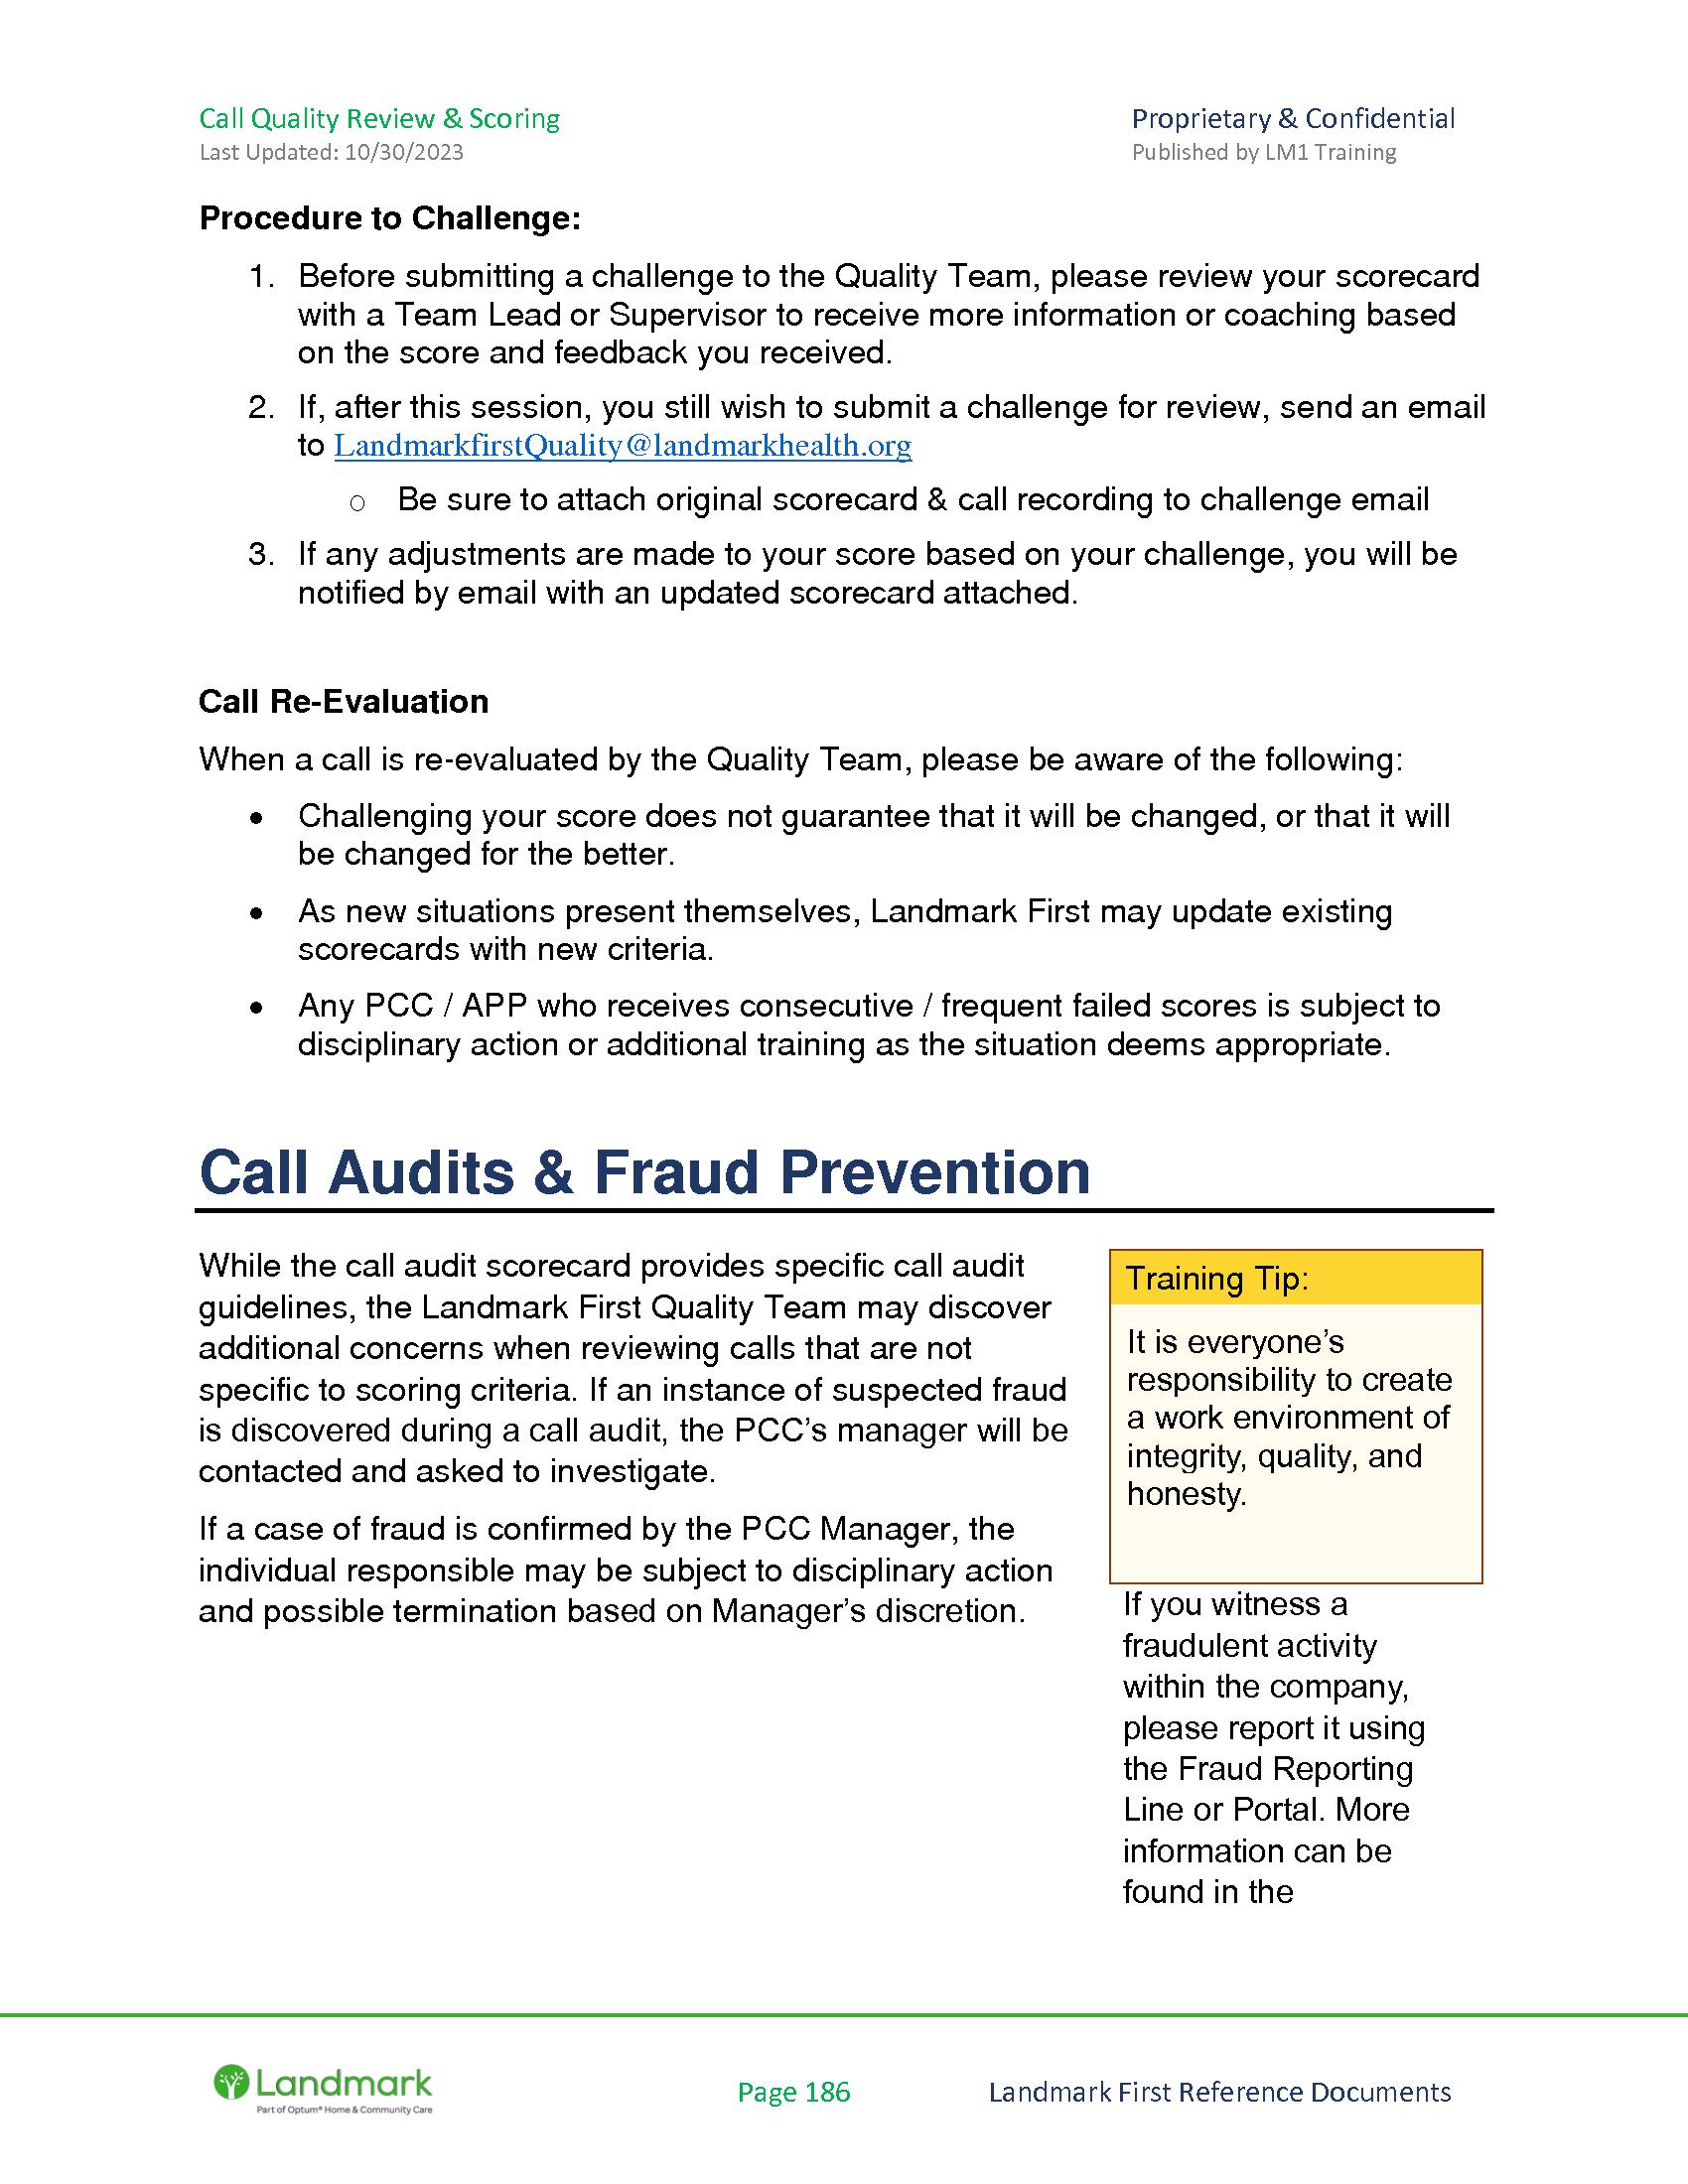 Call Quality Review & Scoring
Proprietary & Confidential
Last Updated: 10/30/2023
Published by LM1 Training
Procedure to Challenge:
1. Before submitting a challenge to the Quality Team, please review your scorecard
with a Team Lead or Supervisor to receive more information or coaching based
on the score and feedback you received.
2. If, after this session, you still wish to submit a challenge for review, send an email
to LandmarkfirstQuality@landmarkhealth.org
o Be sure to attach original scorecard & call recording to challenge email
3. If any adjustments are made to your score based on your challenge, you will be
notified by email with an updated scorecard attached.
Call Re-Evaluation
When a call is re-evaluated by the Quality Team, please be aware of the following:
• Challenging your score does not guarantee that it will be changed, or that it will
be changed for the better.
• As new situations present themselves, Landmark First may update existing
scorecards with new criteria.
• Any PCC / APP who receives consecutive / frequent failed scores is subject to
disciplinary action or additional training as the situation deems appropriate.
Call Audits & Fraud Prevention
While the call audit scorecard provides specific call audit
guidelines, the Landmark First Quality Team may discover
additional concerns when reviewing calls that are not
specific to scoring criteria. If an instance of suspected fraud
is discovered during a call audit, the PCC’s manager will be
contacted and asked to investigate.
If a case of fraud is confirmed by the PCC Manager, the
individual responsible may be subject to disciplinary action
and possible termination based on Manager’s discretion.
Training Tip:
It is everyone’s
responsibility to create
a work environment of
integrity, quality, and
honesty.
If you witness a
fraudulent activity
within the company,
please report it using
the Fraud Reporting
Line or Portal. More
information can be
found in the
Landmark
Part of Optum® Home & Community Care
Page 186
Landmark First Reference Documents